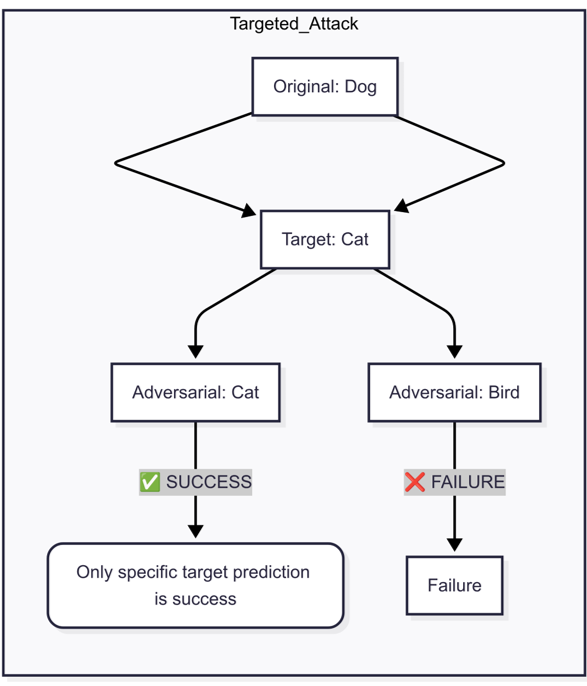 Targeted_Attack
Original: Dog
Target: Cat
Adversarial: Cat
Adversarial: Bird
✅ SUCCESS
❌ FAILURE
Only specific target prediction
is success
Failure